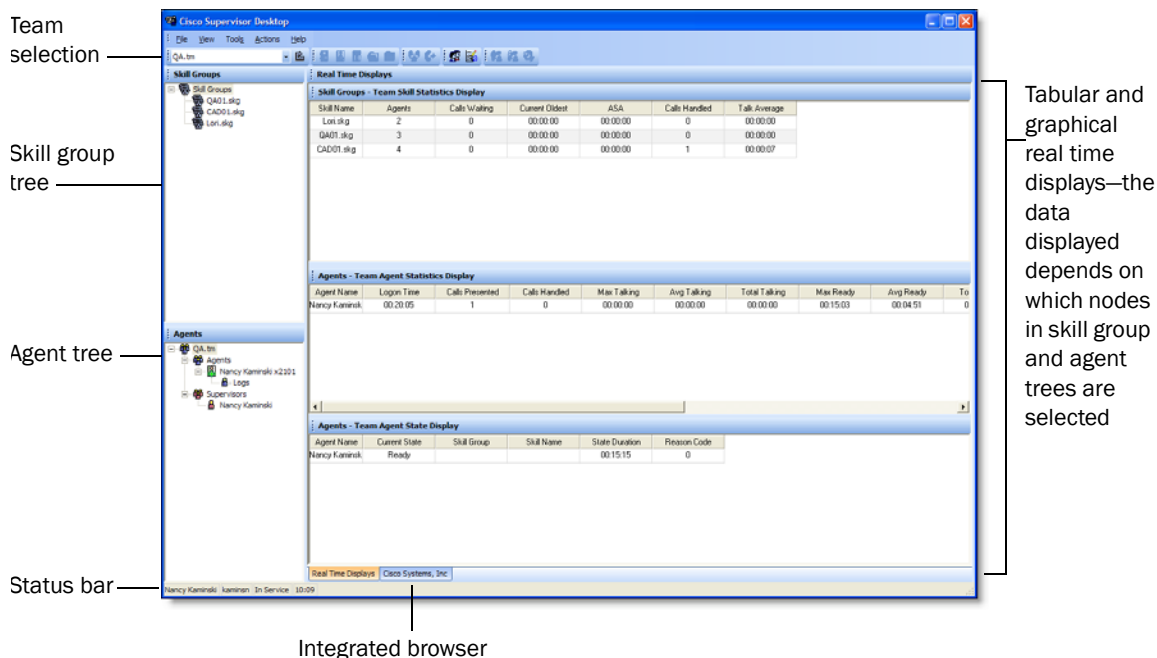 Team
selection
Skill group
tree
Agent tree
Status bar
Cisco Supervisor Desktop
File View Tools Actions Help
QA.tm
Skill Groups
Skill Groups
QA01.skg
CAD01.skg
Lori.skg
Agents
QA.tm
Agents
Nancy Kaminski x2101
Logs
Supervisors
Nancy Kaminski
Real Time Displays
Skill Groups - Team Skill Statistics Display
Skill Name Agents Calls Waiting Current Oldest ASA Calls Handled Talk Average
Lori.skg 2 0 00:00:00 00:00:00 0 00:00:00
QA01.skg 3 0 00:00:00 00:00:00 0 00:00:00
CAD01.skg 4 0 00:00:00 00:00:00 1 00:00:07
Agents - Team Agent Statistics Display
Agent Name Logon Time Calls Presented Calls Handled Max Talking Avg Talking Total Talking Max Ready Avg Ready To
Nancy Kaminsk 00:20:05 1 0 00:00:00 00:00:00 00:00:00 00:15:03 00:04:51 0
Agents - Team Agent State Display
Agent Name Current State Skill Group Skill Name State Duration Reason Code
Nancy Kaminsk Ready 00:15:15 0
Real Time Displays Cisco Systems, Inc
Nancy Kaminski kaminsn In Service 10:09
Integrated browser
Tabular and
graphical
real time
displays—the
data
displayed
depends on
which nodes
in skill group
and agent
trees are
selected